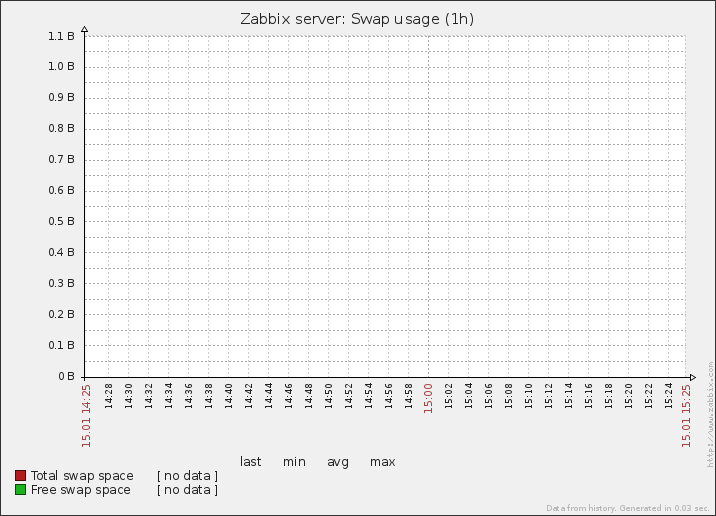 Zabbix server: Swap usage (1h)
1.1 B
1.0 B
0.9 B
0.8 B
0.7 B
0.6 B
0.5 B
0.4 B
0.3 B
0.2 B
0.1 B
0 B
15.01 14:25
14:28
14:30
14:32
14:34
14:36
14:38
14:40
14:42
14:44
14:46
14:48
14:50
14:52
14:54
14:56
14:58
15:00
15:02
15:04
15:06
15:08
15:10
15:12
15:14
15:16
15:18
15:20
15:22
15:24
15.01 15:25
http://www.zabbix.com
last min avg max
Total swap space [ no data ]
Free swap space [ no data ]
Data from history. Generated in 0.03 sec.